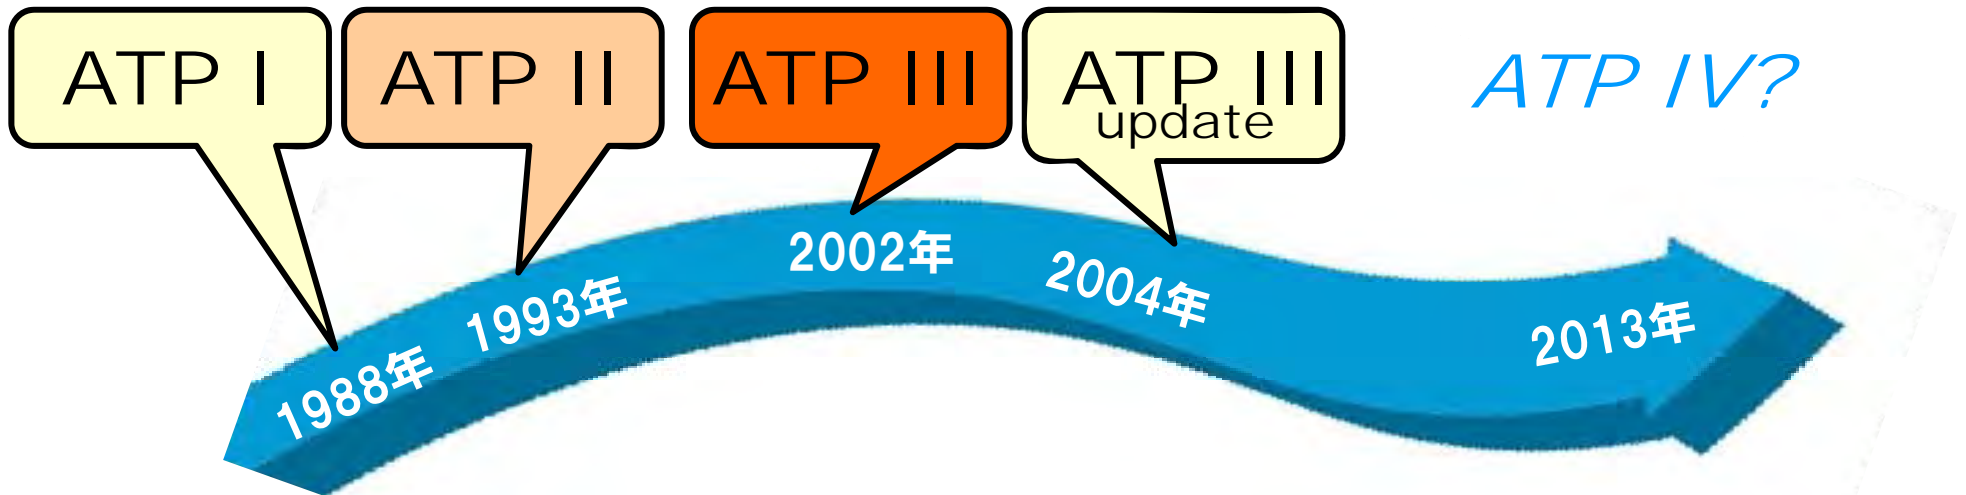 ATP I
ATP II
ATP III
ATP III
update
ATP IV?
1988年
1993年
2002年
2004年
2013年